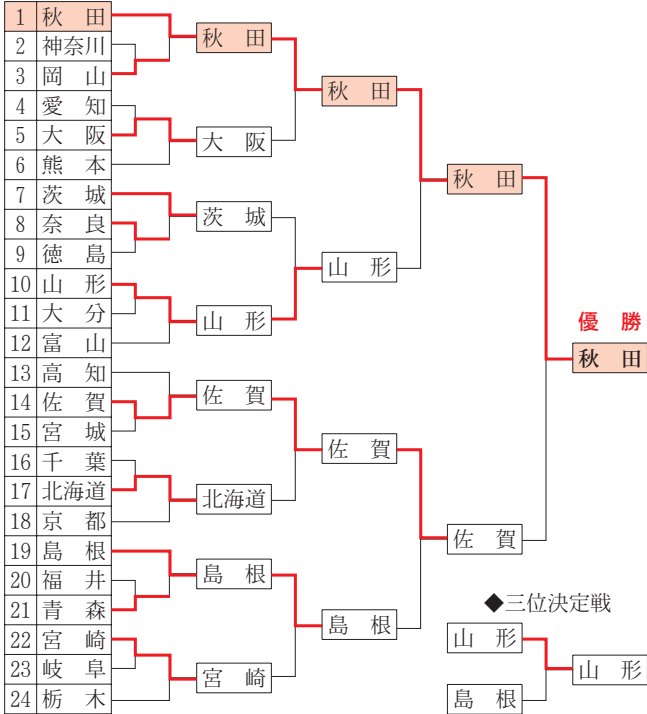 1 秋田
2 神奈川
3 岡山
4 愛知
5 大阪
6 熊本
7 茨城
8 奈良
9 徳島
10 山形
11 大分
12 富山
13 高知
14 佐賀
15 宮城
16 千葉
17 北海道
18 京都
19 島根
20 福井
21 青森
22 宮崎
23 岐阜
24 栃木
秋田
大阪
茨城
山形
佐賀
北海道
島根
宮崎
秋田
山形
佐賀
島根
秋田
佐賀
優勝
秋田
◆三位決定戦
山形
島根
山形